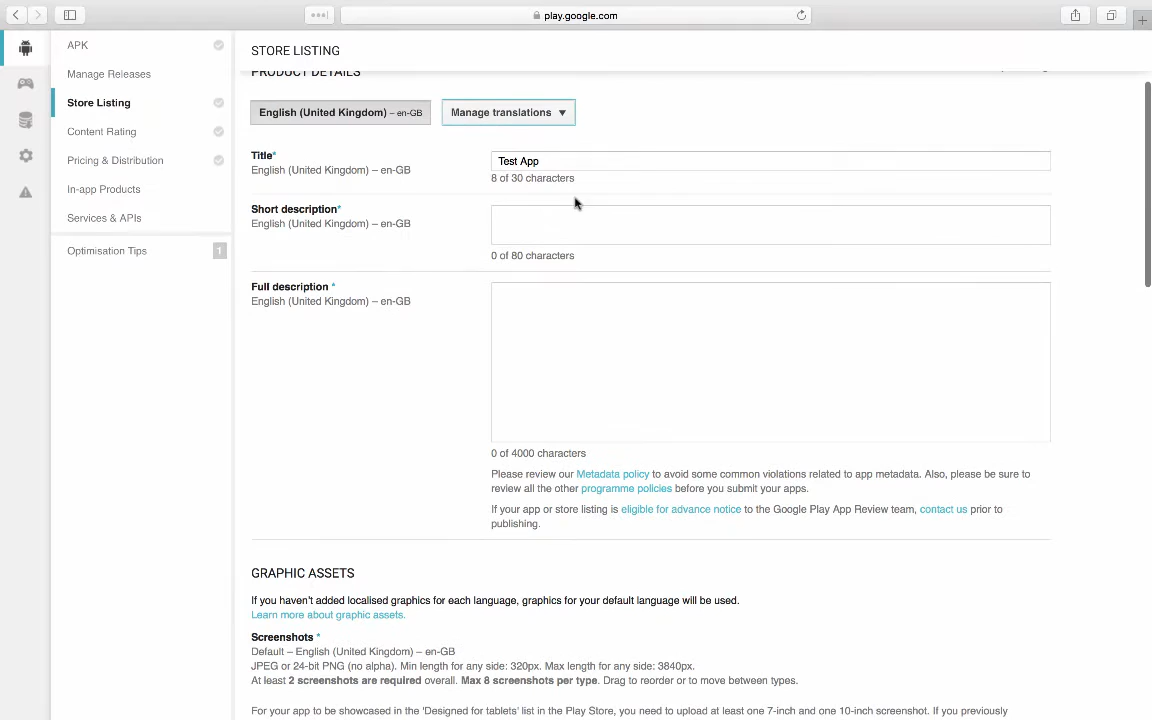 play.google.com
APK
Manage Releases
Store Listing
Content Rating
Pricing & Distribution
In-app Products
Services & APIs
Optimisation Tips
1
STORE LISTING
PRODUCT DETAILS
English (United Kingdom) – en-GB
Manage translations ▼
Title*
English (United Kingdom) – en-GB
Test App
8 of 30 characters
Short description*
English (United Kingdom) – en-GB
0 of 80 characters
Full description *
English (United Kingdom) – en-GB
0 of 4000 characters
Please review our Metadata policy to avoid some common violations related to app metadata. Also, please be sure to
review all the other programme policies before you submit your apps.
If your app or store listing is eligible for advance notice to the Google Play App Review team, contact us prior to
publishing.
GRAPHIC ASSETS
If you haven't added localised graphics for each language, graphics for your default language will be used.
Learn more about graphic assets.
Screenshots *
Default – English (United Kingdom) – en-GB
JPEG or 24-bit PNG (no alpha). Min length for any side: 320px. Max length for any side: 3840px.
At least 2 screenshots are required overall. Max 8 screenshots per type. Drag to reorder or to move between types.
For your app to be showcased in the 'Designed for tablets' list in the Play Store, you need to upload at least one 7-inch and one 10-inch screenshot. If you previously